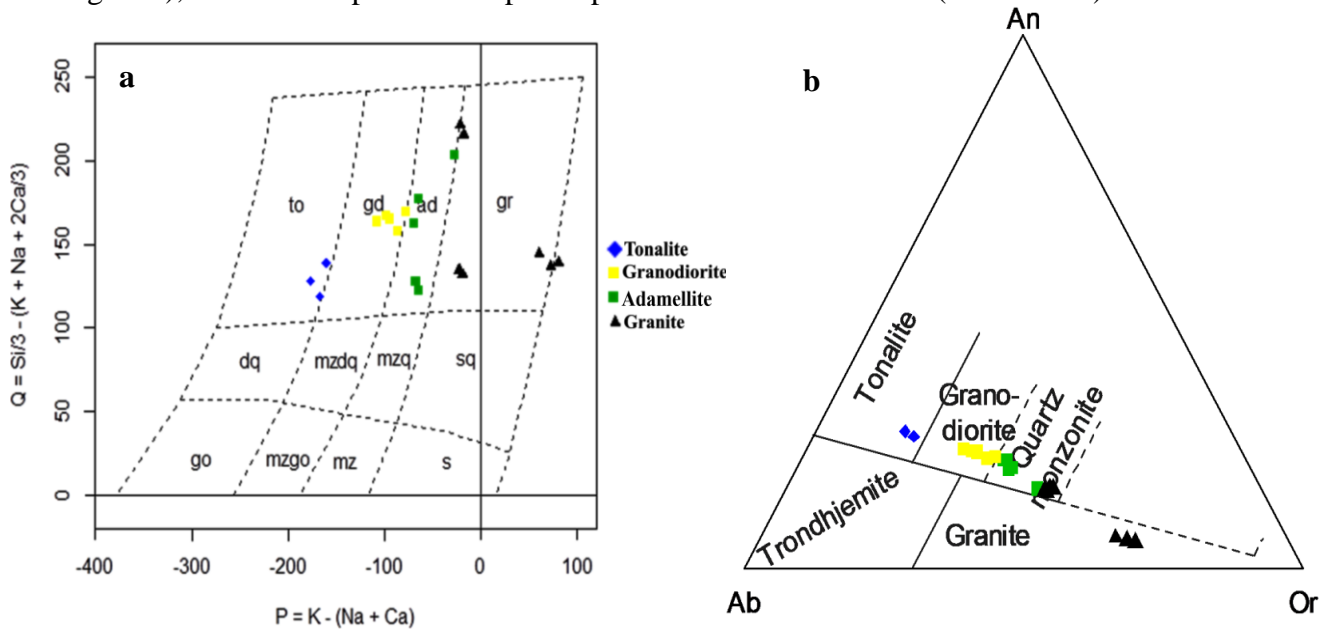 a
250
200
150
100
50
0
Q = Si/3 - (K + Na + 2Ca/3)
to
gd
ad
gr
dq
mzdq
mzq
sq
go
mzgo
mz
s
-400
-300
-200
-100
0
100
P = K - (Na + Ca)
Tonalite
Granodiorite
Adamellite
Granite
b
An
Tonalite
Grano-
diorite
Quartz
monzonite
Trondhjemite
Granite
Ab
Or